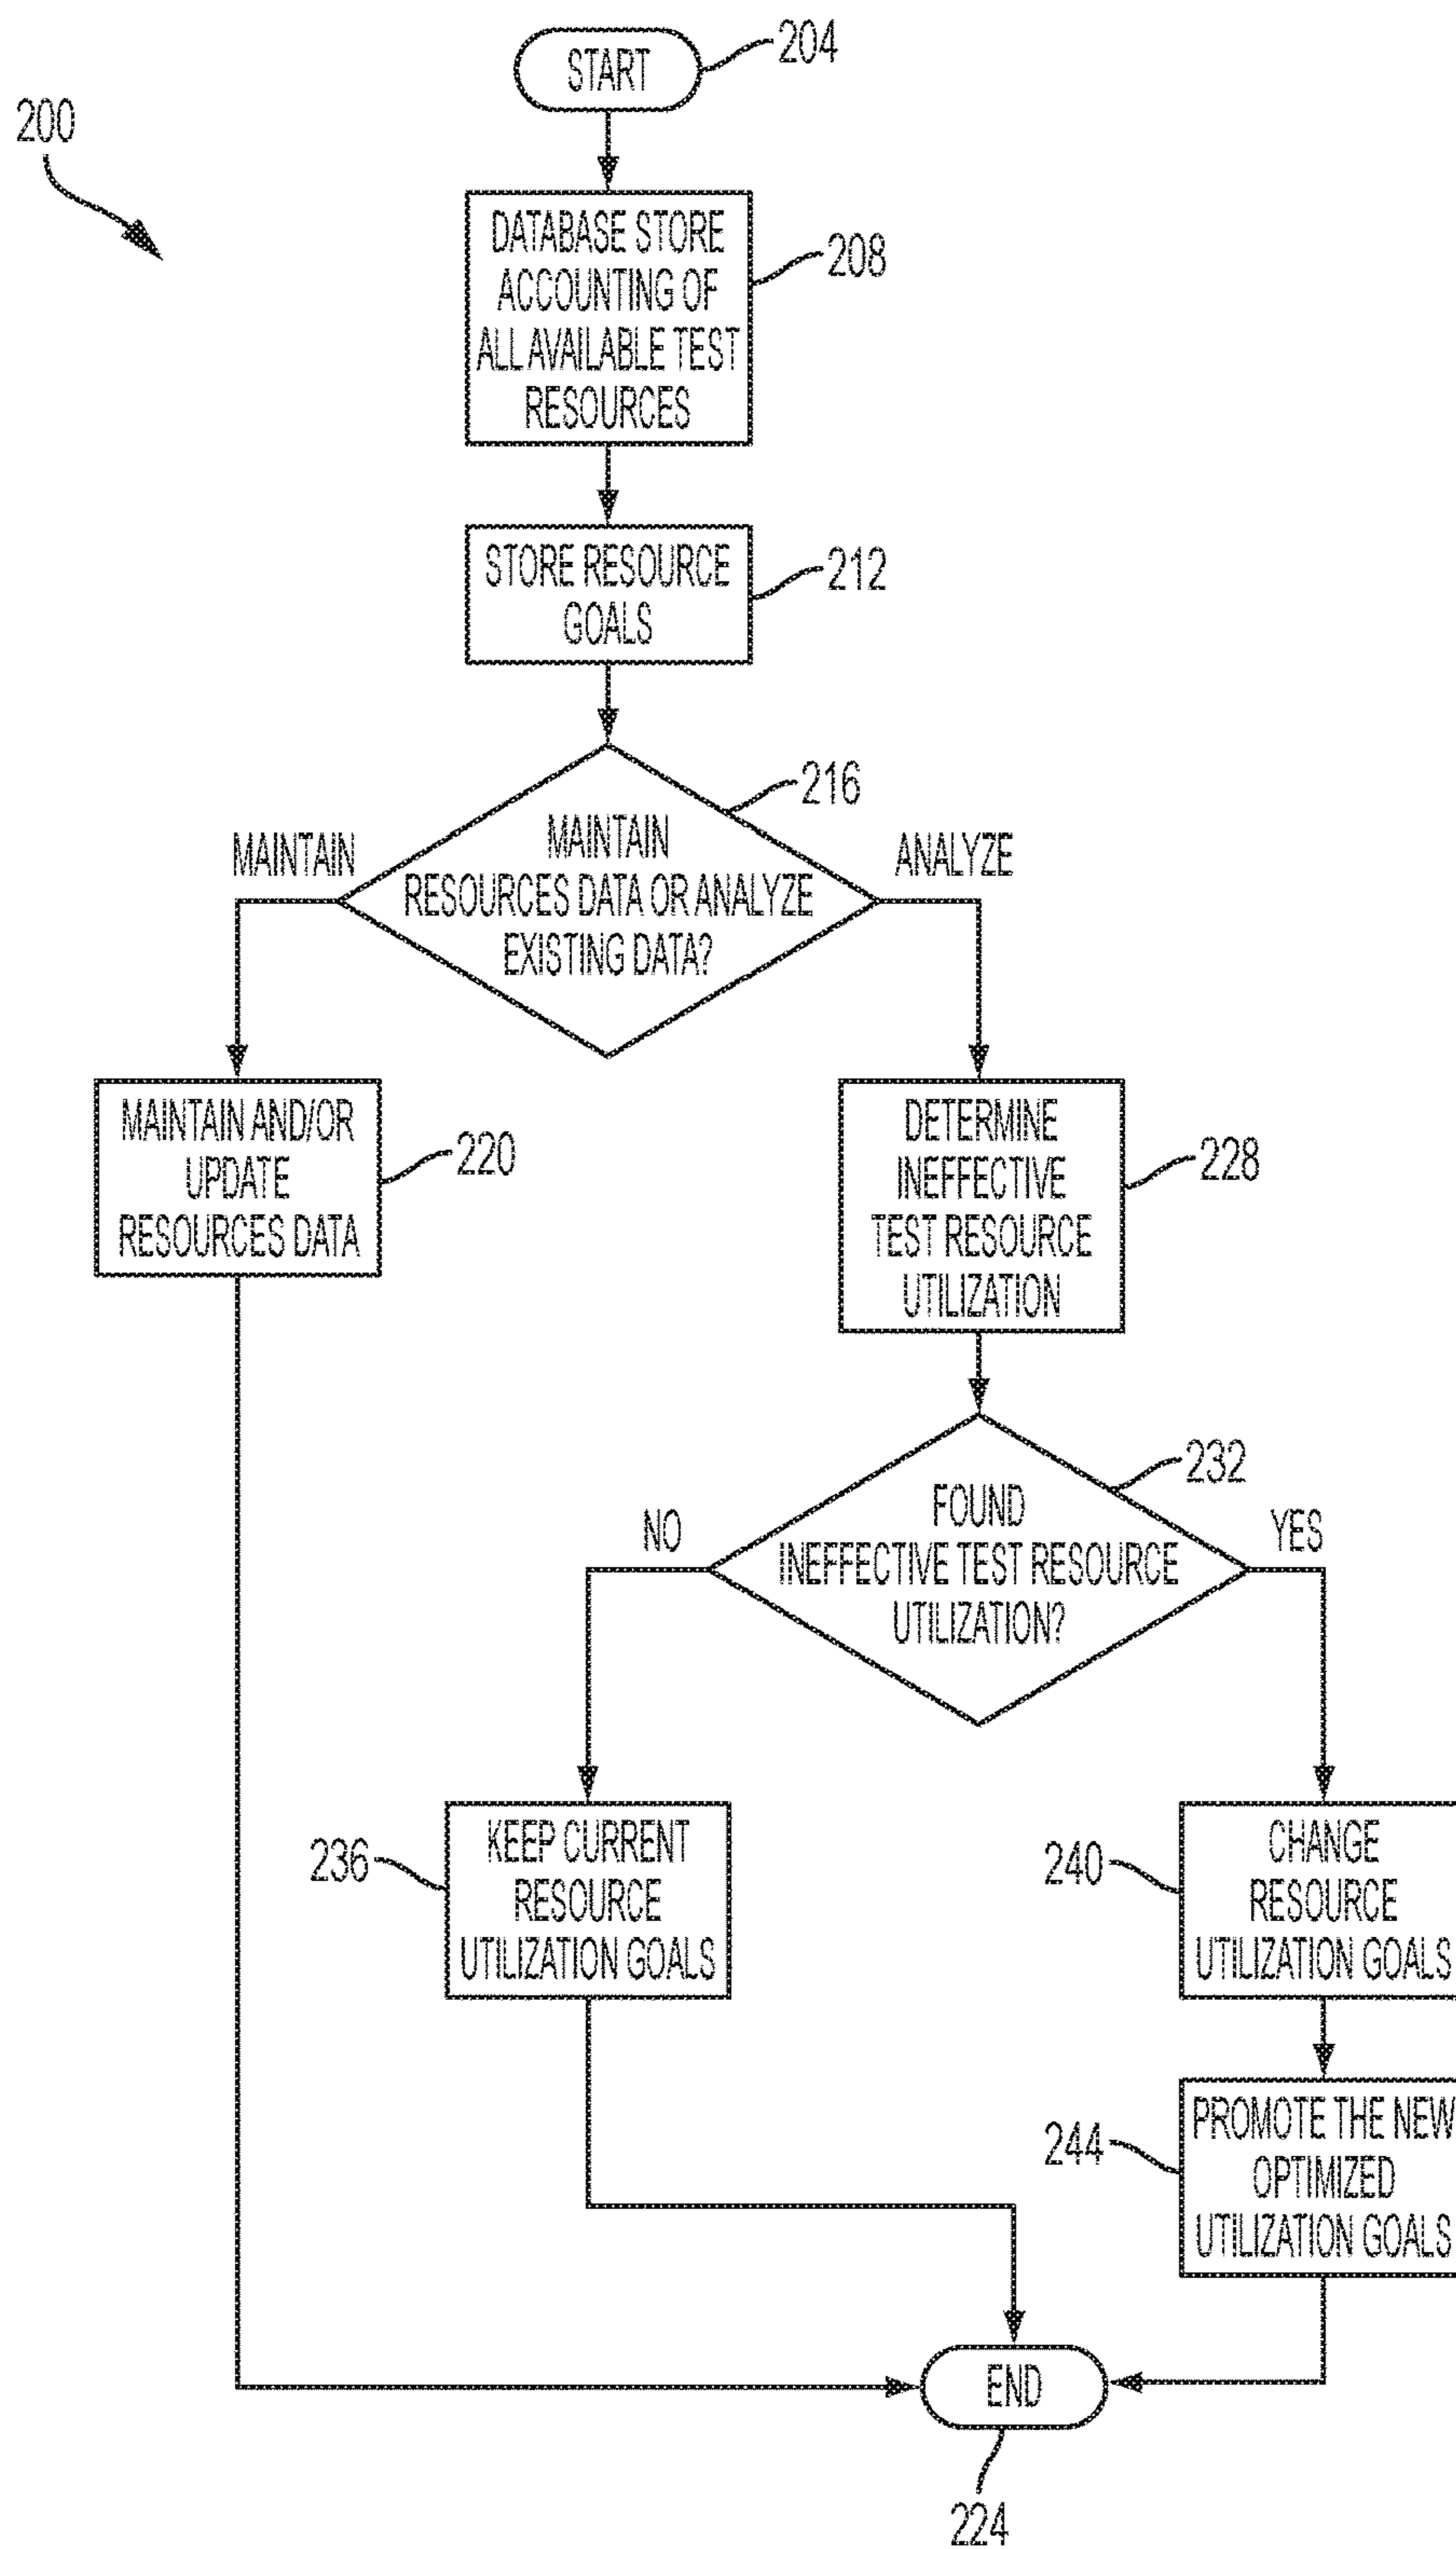 START
204
200
DATABASE STORE
ACCOUNTING OF
ALL AVAILABLE TEST
RESOURCES
208
STORE RESOURCE
GOALS
212
216
MAINTAIN
MAINTAIN
RESOURCES DATA OR ANALYZE
EXISTING DATA?
ANALYZE
MAINTAIN AND/OR
UPDATE
RESOURCES DATA
220
DETERMINE
INEFFECTIVE
TEST RESOURCE
UTILIZATION
228
232
NO
FOUND
INEFFECTIVE TEST RESOURCE
UTILIZATION?
YES
236
KEEP CURRENT
RESOURCE
UTILIZATION GOALS
240
CHANGE
RESOURCE
UTILIZATION GOALS
244
PROMOTE THE NEW
OPTIMIZED
UTILIZATION GOALS
END
224